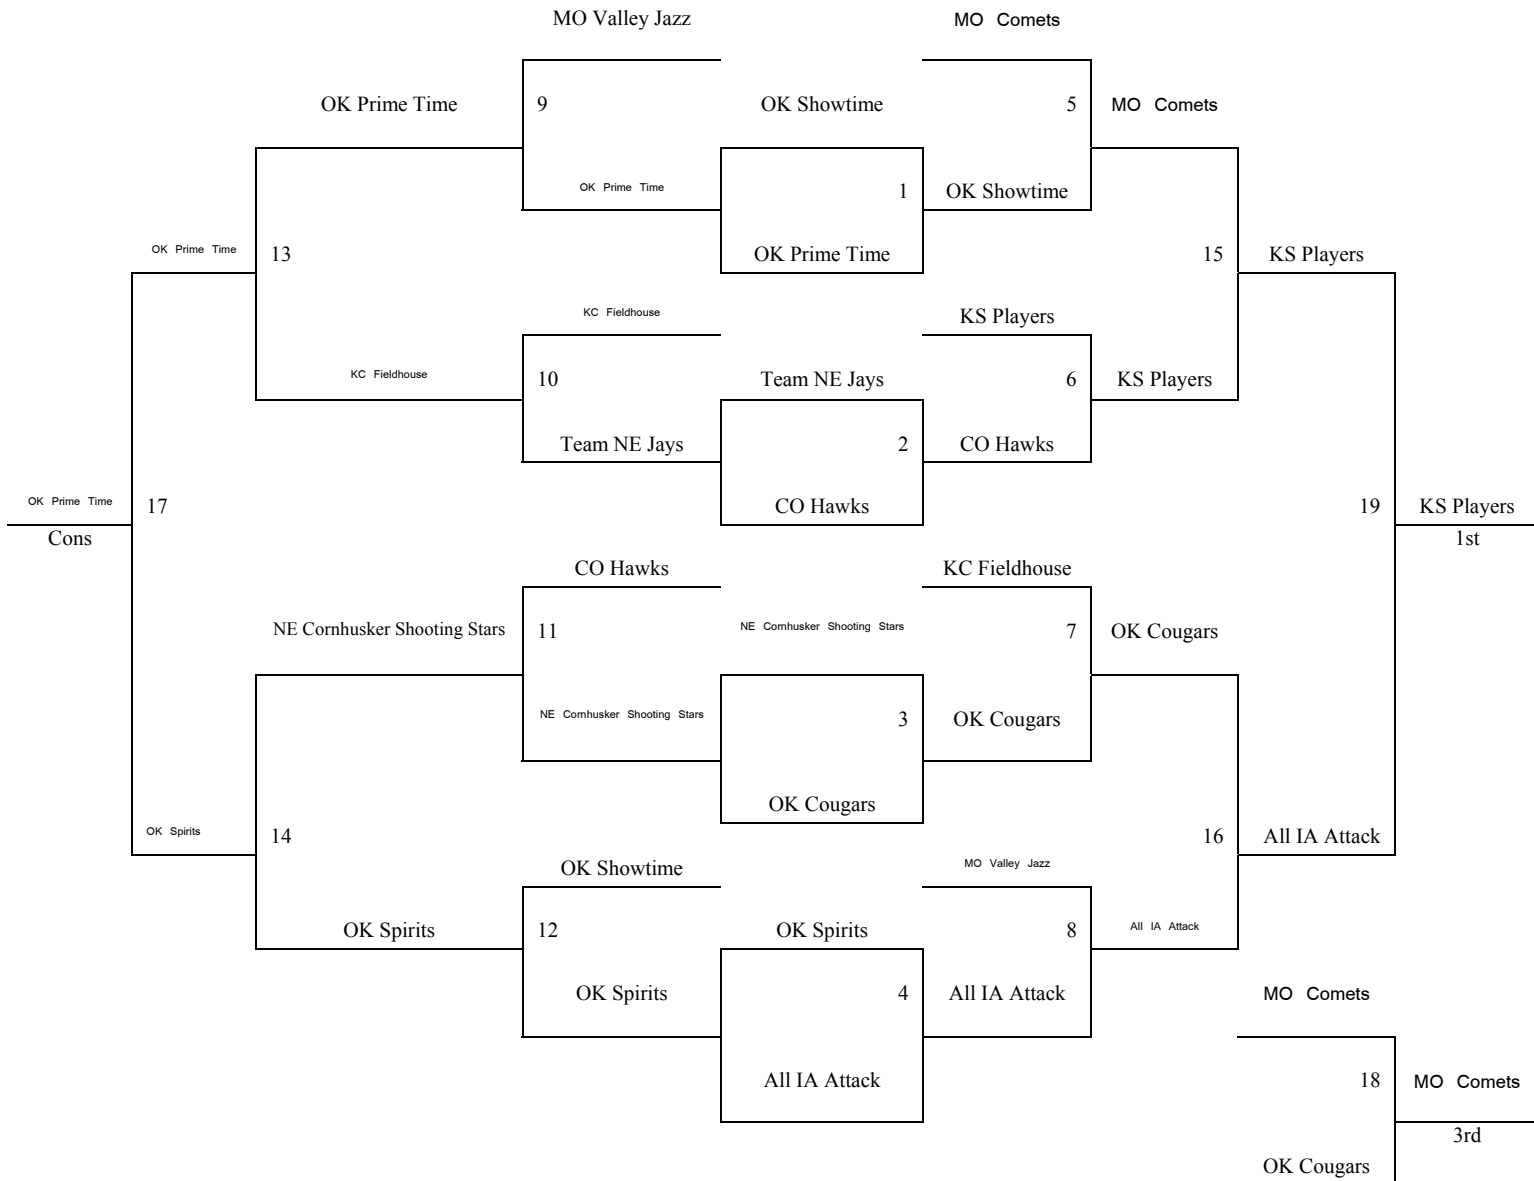 MO Valley Jazz MO Comets
OK Prime Time 9 OK Showtime 5 MO Comets
OK Prime Time 1 OK Showtime
OK Prime Time 13 OK Prime Time 15 KS Players
KC Fieldhouse KS Players
KC Fieldhouse 10 Team NE Jays 6 KS Players
Team NE Jays 2 CO Hawks
OK Prime Time 17 CO Hawks 19 KS Players
Cons 1st
CO Hawks KC Fieldhouse
NE Cornhusker Shooting Stars 11 NE Cornhusker Shooting Stars 7 OK Cougars
NE Cornhusker Shooting Stars 3 OK Cougars
OK Cougars
OK Spirits 14 16 All IA Attack
OK Showtime MO Valley Jazz
OK Spirits 12 OK Spirits 8 All IA Attack
OK Spirits 4 All IA Attack MO Comets
All IA Attack 18 MO Comets
3rd
OK Cougars